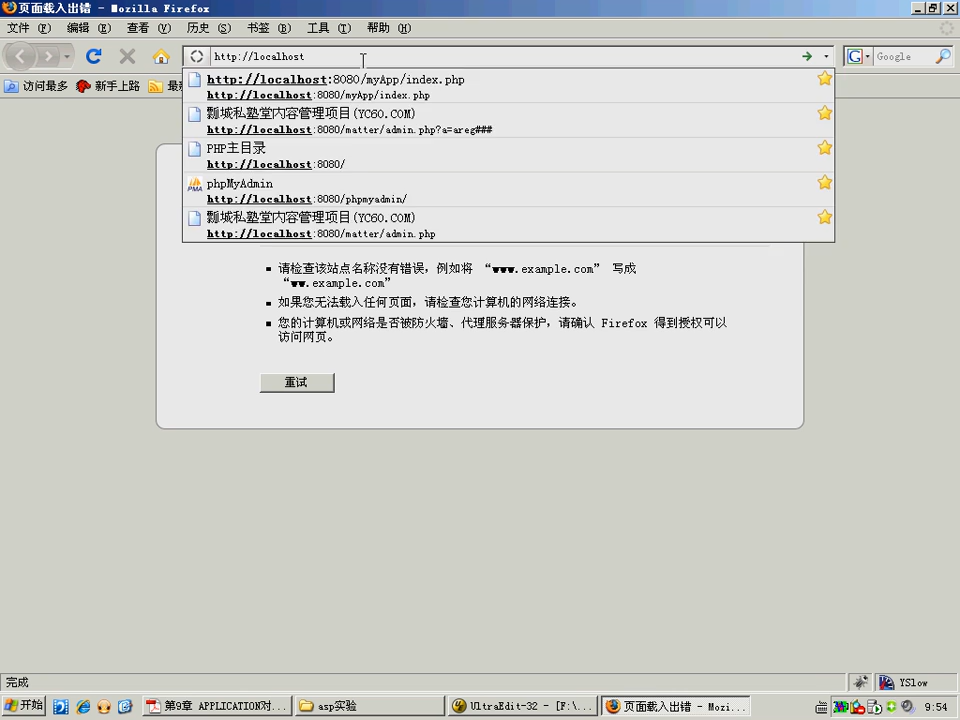 页面载入出错 - Mozilla Firefox
文件 (F) 编辑 (E) 查看 (V) 历史 (S) 书签 (B) 工具 (T) 帮助 (H)
http://localhost
G
Google
访问最多 新手上路 最
http://localhost:8080/myApp/index.php
http://localhost:8080/myApp/index.php
瓢城私塾堂内容管理项目(YC60.COM)
http://localhost:8080/matter/admin.php?a=areg###
PHP主目录
http://localhost:8080/
PMA
phpMyAdmin
http://localhost:8080/phpmyadmin/
瓢城私塾堂内容管理项目(YC60.COM)
http://localhost:8080/matter/admin.php
请检查该站点名称没有错误，例如将 “www.example.com” 写成
“ww.example.com”
如果您无法载入任何页面，请检查您计算机的网络连接。
您的计算机或网络是否被防火墙、代理服务器保护，请确认 Firefox 得到授权可以
访问网页。
重试
完成
YSlow
开始
第9章 APPLICATION对...
asp实验
UltraEdit-32 - [F:\...
页面载入出错 - Mozi...
9:54